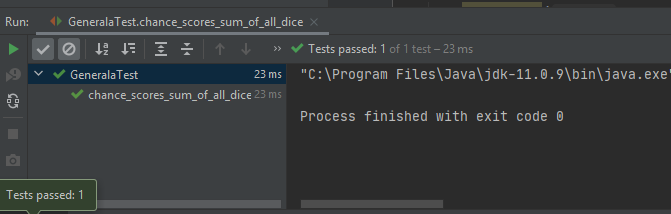 Run: GeneralaTest.chance_scores_sum_of_all_dice ×
>> Tests passed: 1 of 1 test – 23 ms
GeneralaTest 23 ms
chance_scores_sum_of_all_dice 23 ms
"C:\Program Files\Java\jdk-11.0.9\bin\java.exe"
Process finished with exit code 0
Tests passed: 1